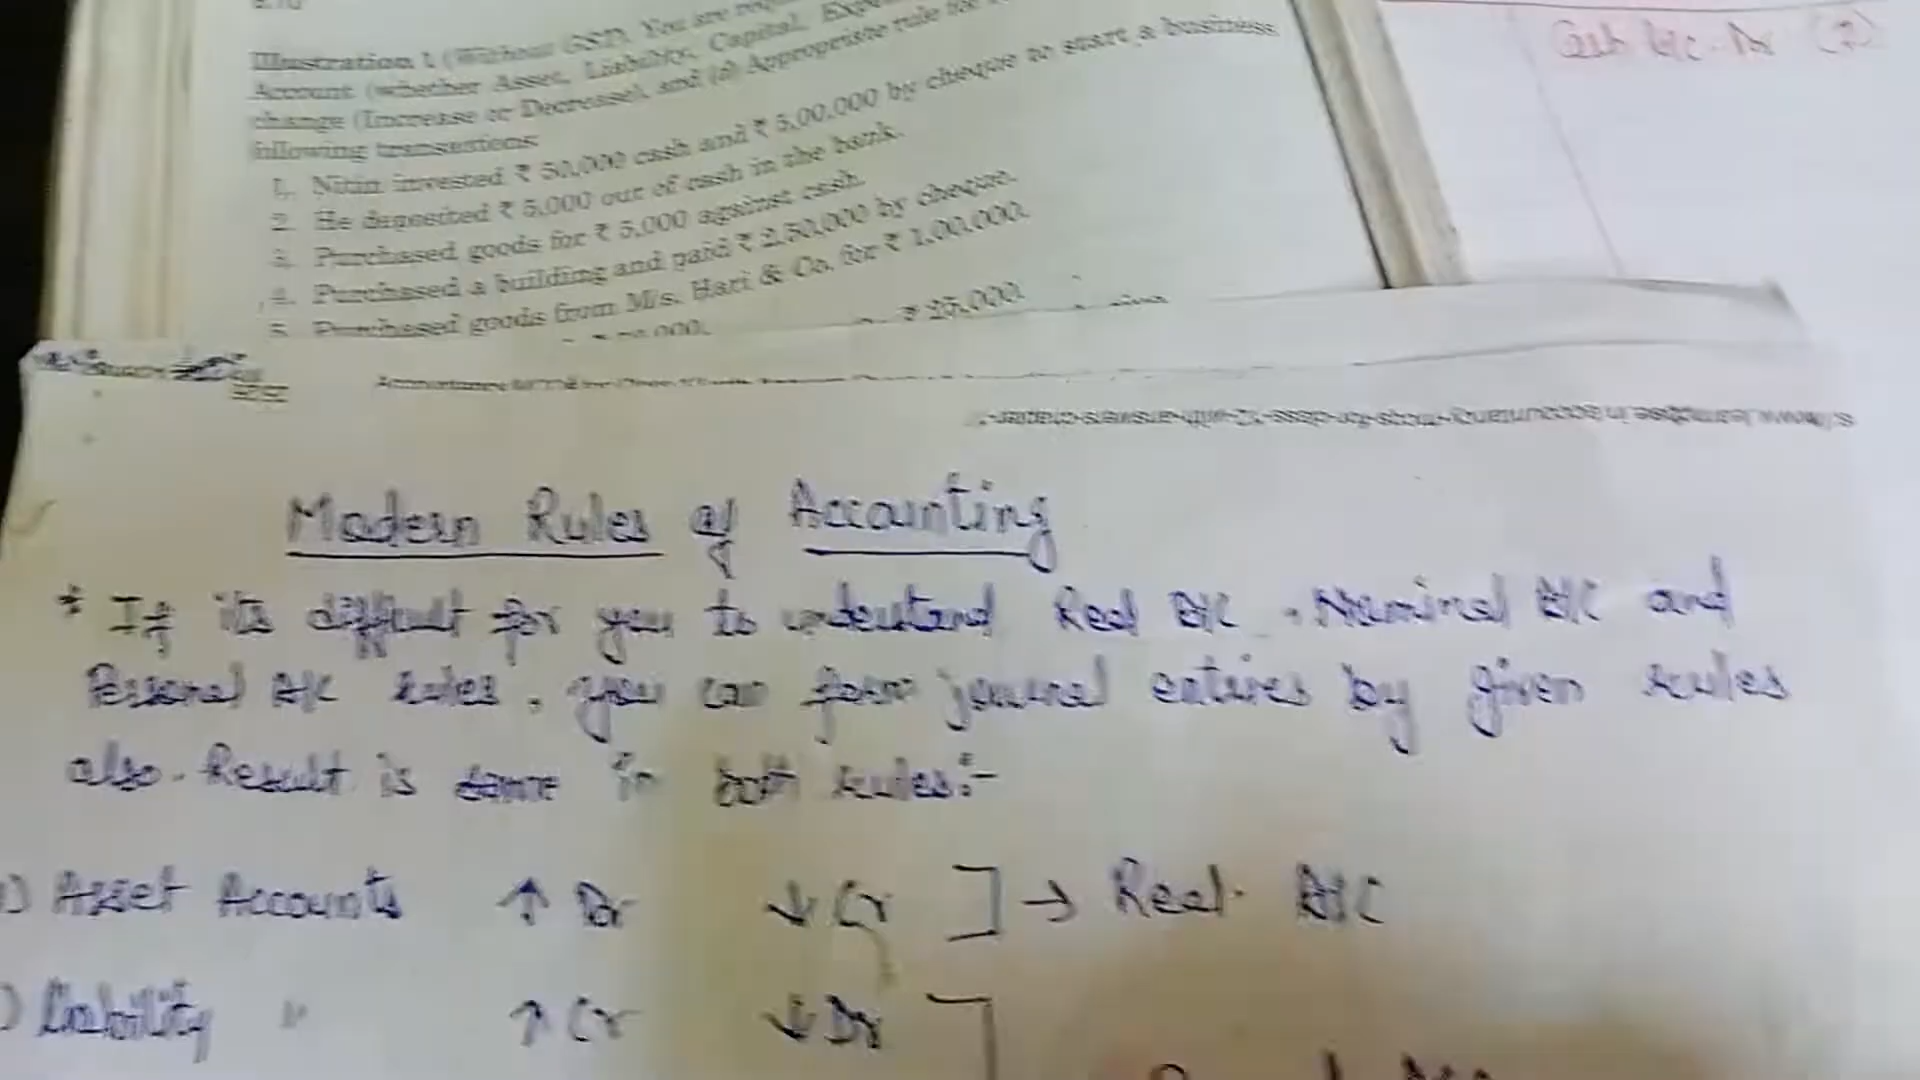 Illustration 1 (Without GST). You are
Account (whether Asset, Liability, Capital,
change (Increase or Decrease), and (d) Appropriate rule for
following transactions:
1. Nitin invested ₹ 50,000 cash and ₹ 5,00,000 by cheque to start a business
2. He deposited ₹ 5,000 out of cash in the bank.
3. Purchased goods for ₹ 5,000 against cash.
4. Purchased a building and paid ₹ 2,50,000 by cheque.
5. Purchased goods from M/s. Hari & Co. for ₹ 1,00,000.
₹ 25,000.
Modern Rules of Accounting
* If its difficult for you to understand Real A/C, Nominal A/C and
Personal A/C rules, you can form journal entries by given rules
also. Result is same in both rules:-
) Asset Accounts ↑ Dr ↓ Cr ] → Real A/C
) Liability " ↑ Cr ↓ Dr ]